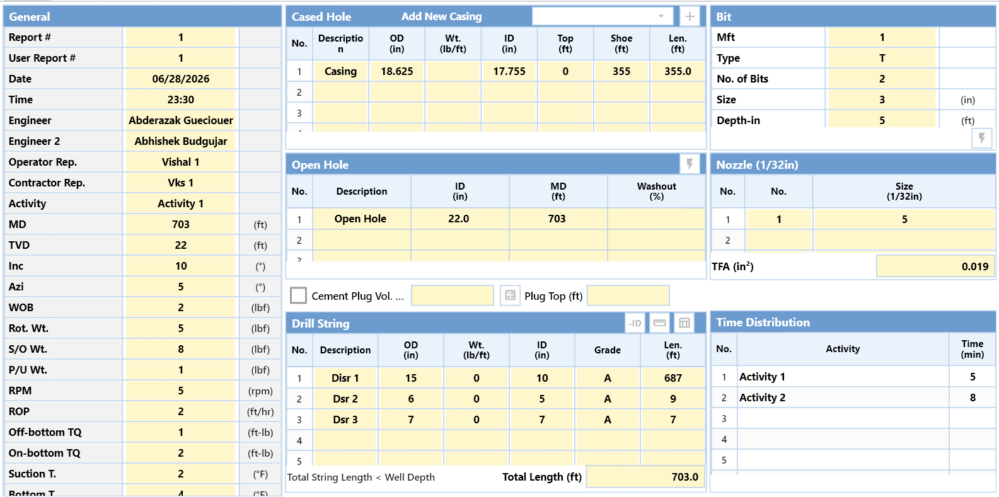 General
Report # 1
User Report # 1
Date 06/28/2026
Time 23:30
Engineer Abderazak Gueciouer
Engineer 2 Abhishek Budgujar
Operator Rep. Vishal 1
Contractor Rep. Vks 1
Activity Activity 1
MD 703 (ft)
TVD 22 (ft)
Inc 10 (°)
Azi 5 (°)
WOB 2 (lbf)
Rot. Wt. 5 (lbf)
S/O Wt. 8 (lbf)
P/U Wt. 1 (lbf)
RPM 5 (rpm)
ROP 2 (ft/hr)
Off-bottom TQ 1 (ft-lb)
On-bottom TQ 2 (ft-lb)
Suction T. 2 (°F)
Bottom T. 4 (°F)
Cased Hole Add New Casing
No. Descriptio
n OD
(in) Wt.
(lb/ft) ID
(in) Top
(ft) Shoe
(ft) Len.
(ft)
1 Casing 18.625 17.755 0 355 355.0
2
3
Open Hole
No. Description ID
(in) MD
(ft) Washout
(%)
1 Open Hole 22.0 703
2
3
Cement Plug Vol. ... Plug Top (ft)
Drill String -ID
No. Description OD
(in) Wt.
(lb/ft) ID
(in) Grade Len.
(ft)
1 Disr 1 15 0 10 A 687
2 Dsr 2 6 0 5 A 9
3 Dsr 3 7 0 7 A 7
4
5
Total String Length < Well Depth Total Length (ft) 703.0
Bit
Mft 1
Type T
No. of Bits 2
Size 3 (in)
Depth-in 5 (ft)
Nozzle (1/32in)
No. No. Size
(1/32in)
1 1 5
2
TFA (in²) 0.019
Time Distribution
No. Activity Time
(min)
1 Activity 1 5
2 Activity 2 8
3
4
5